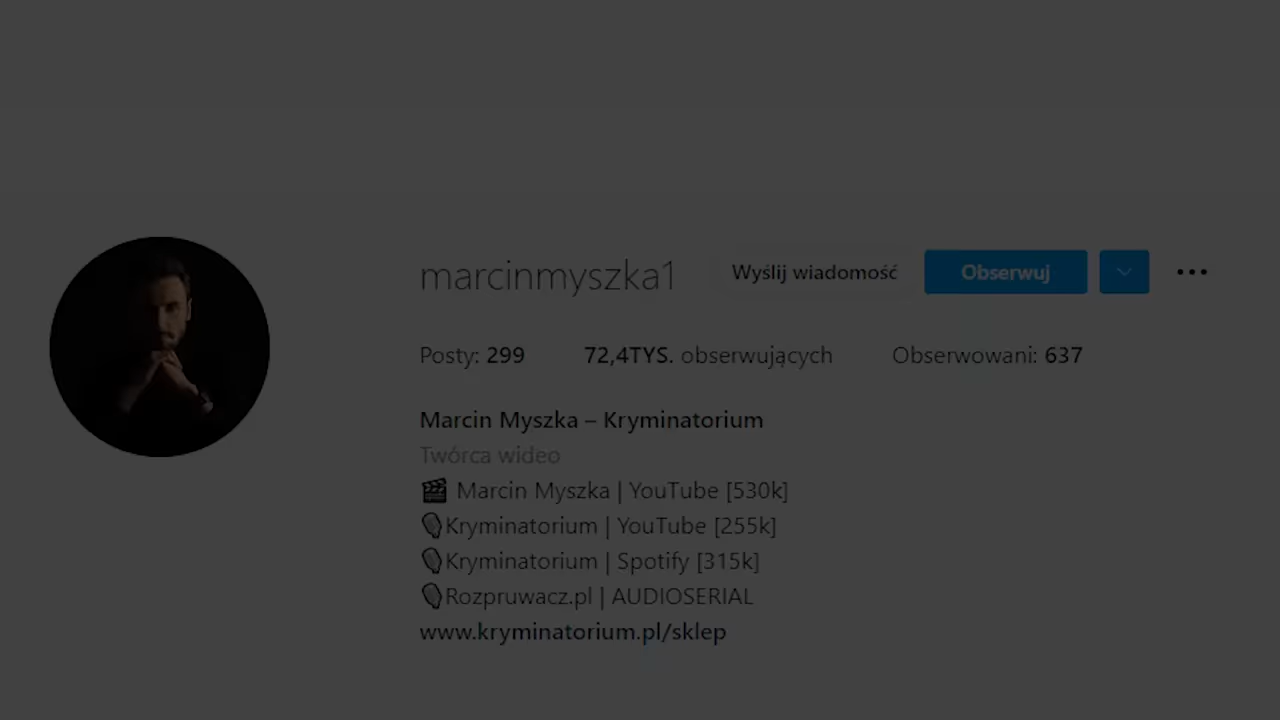 marcinmyszka1 Wyślij wiadomość Obserwuj
Posty: 299 72,4TYS. obserwujących Obserwowani: 637
Marcin Myszka – Kryminatorium
Twórca wideo
🎬 Marcin Myszka | YouTube [530k]
Kryminatorium | YouTube [255k]
Kryminatorium | Spotify [315k]
Rozpruwacz.pl | AUDIOSERIAL
www.kryminatorium.pl/sklep